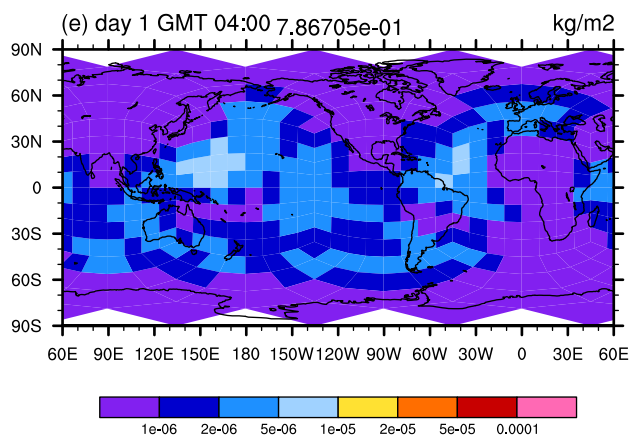 (e) day 1 GMT 04:00 7.86705e-01 kg/m2
90N
60N
30N
0
30S
60S
90S
60E 90E 120E 150E 180 150W 120W 90W 60W 30W 0 30E 60E
1e-06 2e-06 5e-06 1e-05 2e-05 5e-05 0.0001